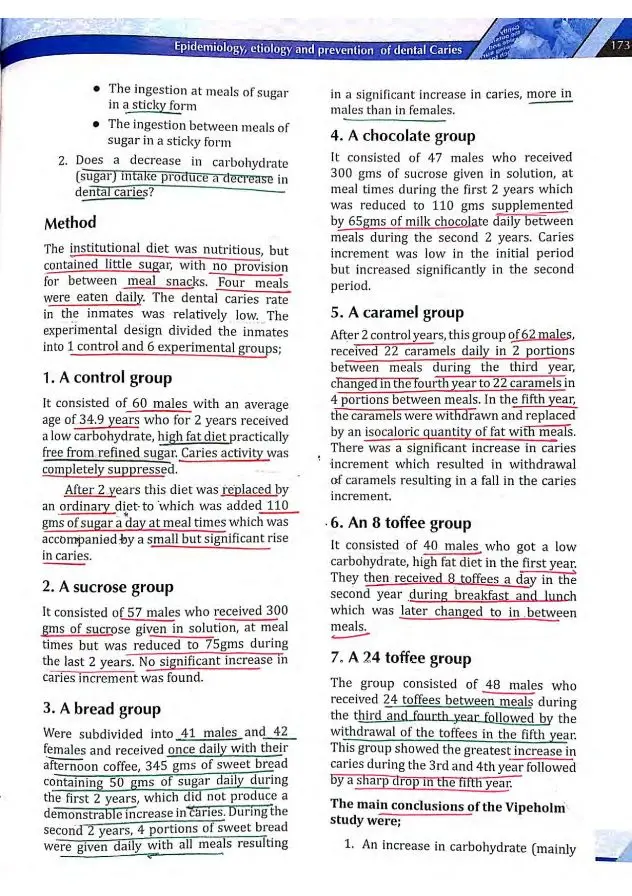 Epidemiology, etiology and prevention of dental Caries
173
• The ingestion at meals of sugar
in a sticky form
• The ingestion between meals of
sugar in a sticky form
2. Does a decrease in carbohydrate
(sugar) intake produce a decrease in
dental caries?
Method
The institutional diet was nutritious, but
contained little sugar, with no provision
for between meal snacks. Four meals
were eaten daily. The dental caries rate
in the inmates was relatively low. The
experimental design divided the inmates
into 1 control and 6 experimental groups;
1. A control group
It consisted of 60 males with an average
age of 34.9 years who for 2 years received
a low carbohydrate, high fat diet practically
free from refined sugar. Caries activity was
completely suppressed.
After 2 years this diet was replaced by
an ordinary diet to which was added 110
gms of sugar a day at meal times which was
accompanied by a small but significant rise
in caries.
2. A sucrose group
It consisted of 57 males who received 300
gms of sucrose given in solution, at meal
times but was reduced to 75gms during
the last 2 years. No significant increase in
caries increment was found.
3. A bread group
Were subdivided into 41 males and 42
females and received once daily with their
afternoon coffee, 345 gms of sweet bread
containing 50 gms of sugar daily during
the first 2 years, which did not produce a
demonstrable increase in caries. During the
second 2 years, 4 portions of sweet bread
were given daily with all meals resulting
in a significant increase in caries, more in
males than in females.
4. A chocolate group
It consisted of 47 males who received
300 gms of sucrose given in solution, at
meal times during the first 2 years which
was reduced to 110 gms supplemented
by 65gms of milk chocolate daily between
meals during the second 2 years. Caries
increment was low in the initial period
but increased significantly in the second
period.
5. A caramel group
After 2 control years, this group of 62 males,
received 22 caramels daily in 2 portions
between meals during the third year,
changed in the fourth year to 22 caramels in
4 portions between meals. In the fifth year,
the caramels were withdrawn and replaced
by an isocaloric quantity of fat with meals.
There was a significant increase in caries
increment which resulted in withdrawal
of caramels resulting in a fall in the caries
increment.
6. An 8 toffee group
It consisted of 40 males who got a low
carbohydrate, high fat diet in the first year.
They then received 8 toffees a day in the
second year during breakfast and lunch
which was later changed to in between
meals.
7. A 24 toffee group
The group consisted of 48 males who
received 24 toffees between meals during
the third and fourth year followed by the
withdrawal of the toffees in the fifth year.
This group showed the greatest increase in
caries during the 3rd and 4th year followed
by a sharp drop in the fifth year.
The main conclusions of the Vipeholm
study were;
1. An increase in carbohydrate (mainly